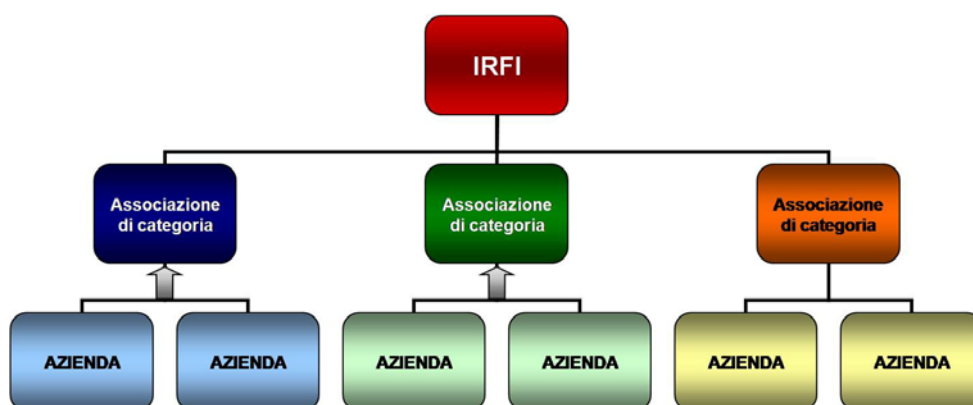 IRFI
Associazione
di categoria
Associazione
di categoria
Associazione
di categoria
AZIENDA
AZIENDA
AZIENDA
AZIENDA
AZIENDA
AZIENDA